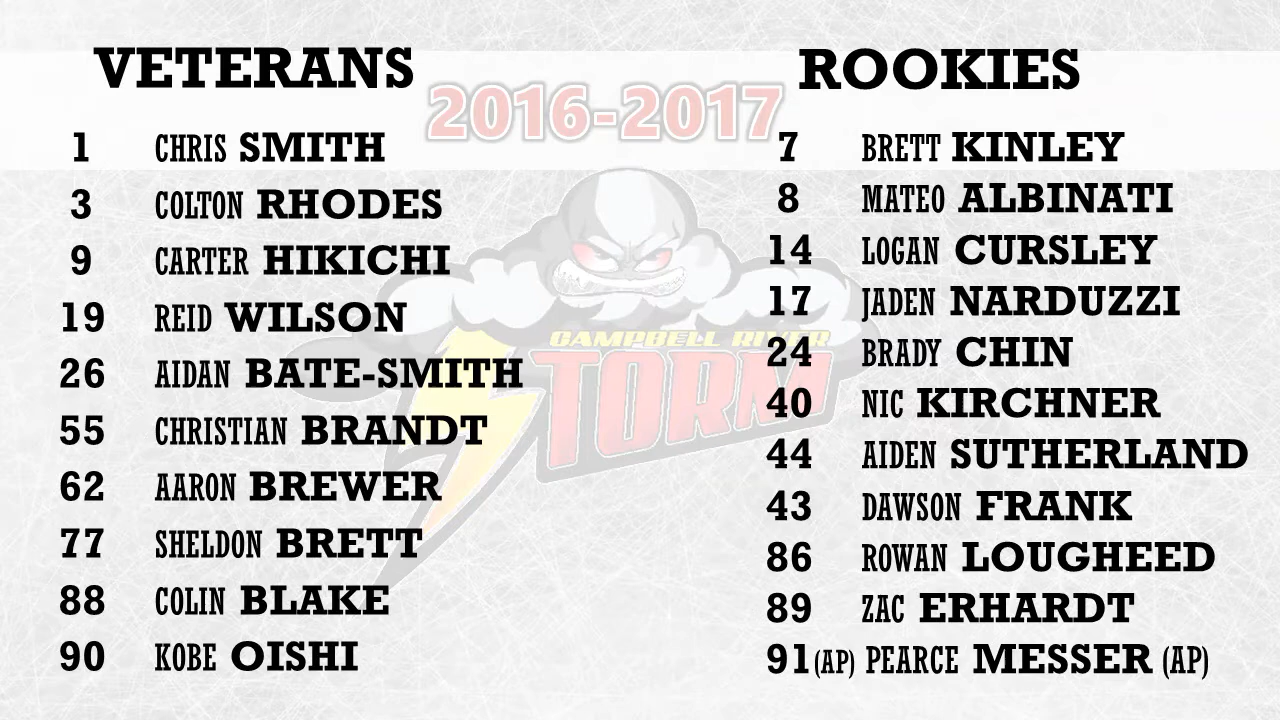 VETERANS
1 CHRIS SMITH
3 COLTON RHODES
9 CARTER HIKICHI
19 REID WILSON
26 AIDAN BATE-SMITH
55 CHRISTIAN BRANDT
62 AARON BREWER
77 SHELDON BRETT
88 COLIN BLAKE
90 KOBE OISHI
2016-2017
CAMPBELL RIVER
STORM
ROOKIES
7 BRETT KINLEY
8 MATEO ALBINATI
14 LOGAN CURSLEY
17 JADEN NARDUZZI
24 BRADY CHIN
40 NIC KIRCHNER
44 AIDEN SUTHERLAND
43 DAWSON FRANK
86 ROWAN LOUGHEED
89 ZAC ERHARDT
91(AP) PEARCE MESSER (AP)